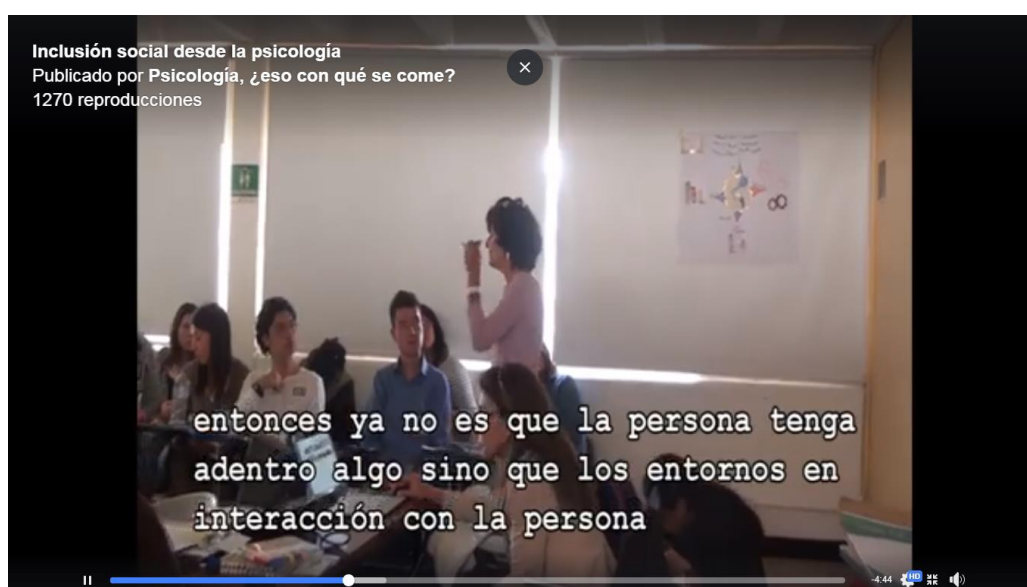 Inclusión social desde la psicología
Publicado por Psicología, ¿eso con qué se come?
1270 reproducciones
entonces ya no es que la persona tenga
adentro algo sino que los entornos en
interacción con la persona
-4:44 HD